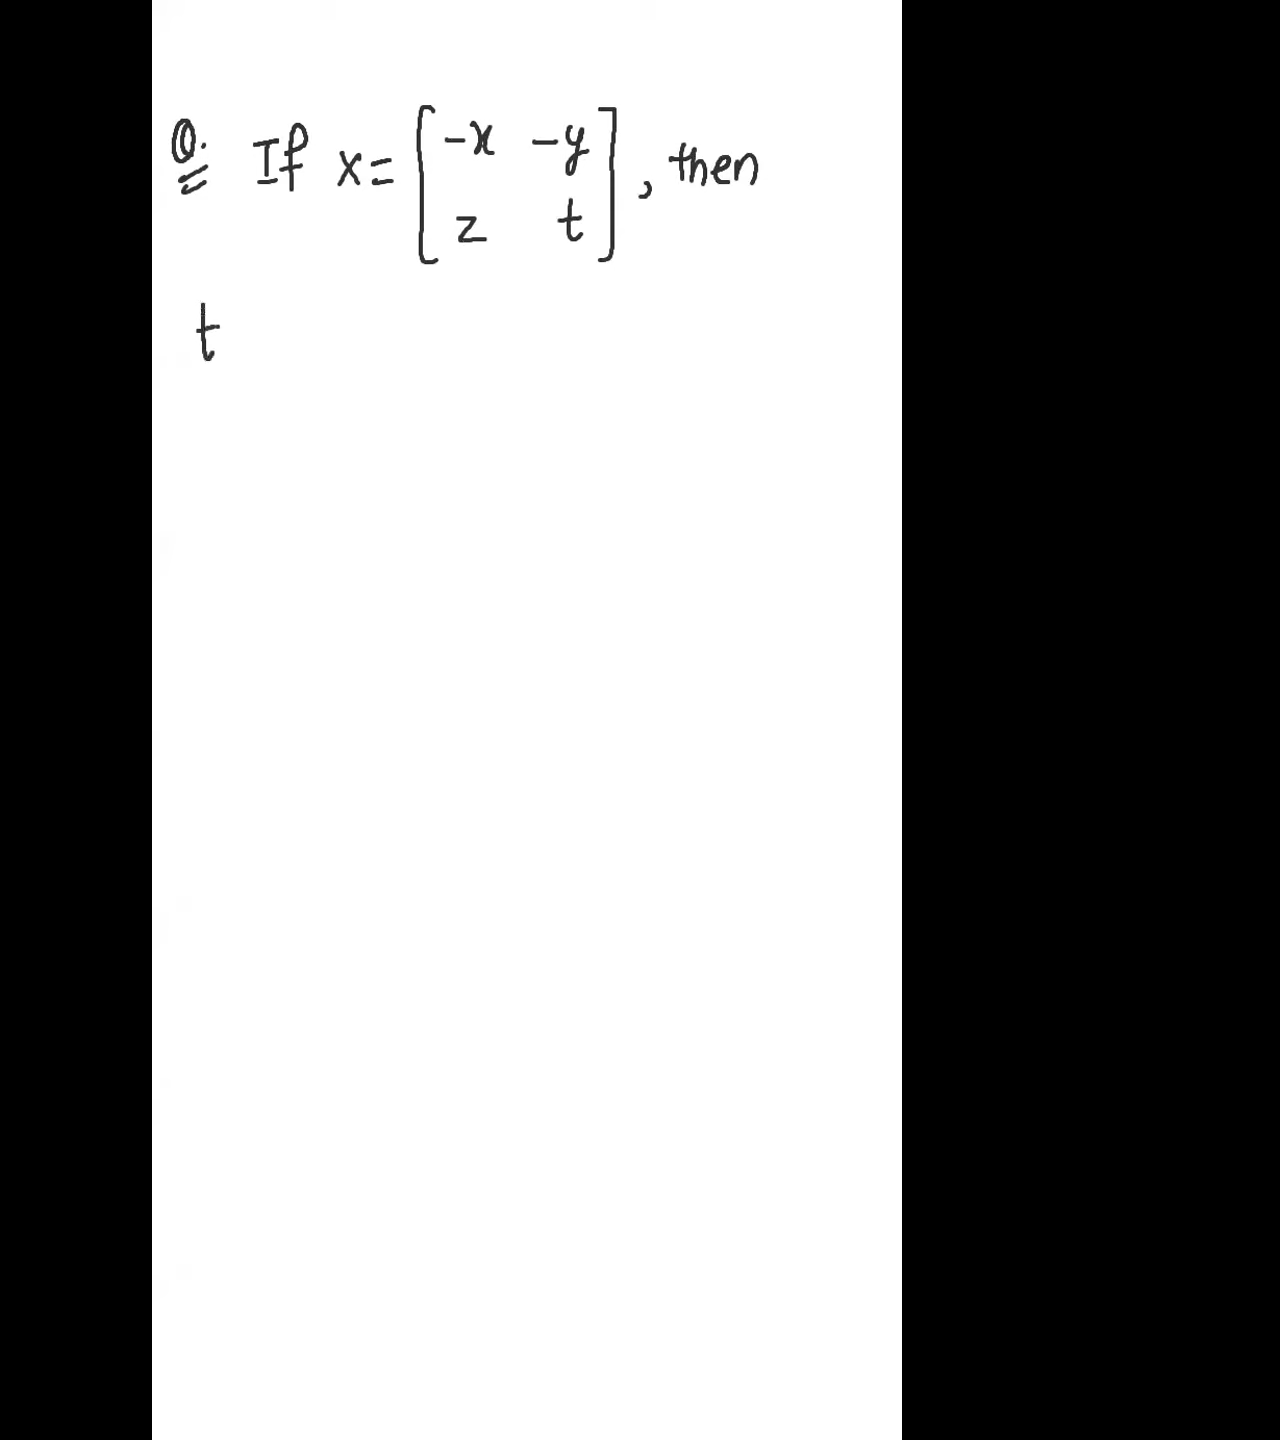 Q. If X = [ -x -y ], then
z t
t